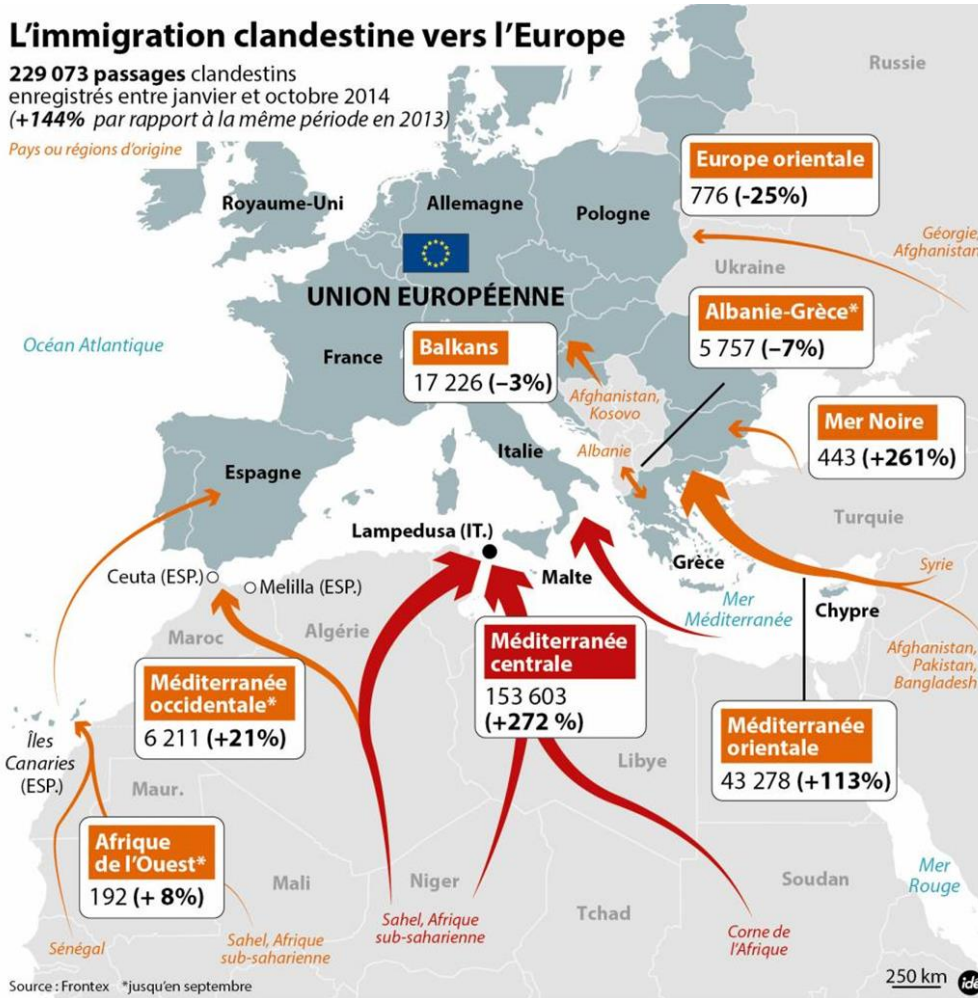 L'immigration clandestine vers l'Europe
229 073 passages clandestins
enregistrés entre janvier et octobre 2014
(+144% par rapport à la même période en 2013)
Pays ou régions d'origine
Russie
Europe orientale
776 (-25%)
Royaume-Uni
Allemagne
Pologne
Géorgie,
Afghanistan
Ukraine
UNION EUROPÉENNE
Albanie-Grèce*
5 757 (–7%)
Océan Atlantique
France
Balkans
17 226 (–3%)
Afghanistan,
Kosovo
Mer Noire
443 (+261%)
Italie
Albanie
Espagne
Turquie
Lampedusa (IT.)
Grèce
Syrie
Ceuta (ESP.)
Melilla (ESP.)
Malte
Mer
Méditerranée
Chypre
Maroc
Algérie
Méditerranée
centrale
153 603
(+272 %)
Afghanistan,
Pakistan,
Bangladesh
Méditerranée
occidentale*
6 211 (+21%)
Méditerranée
orientale
43 278 (+113%)
Îles
Canaries
(ESP.)
Libye
Maur.
Afrique
de l'Ouest*
192 (+ 8%)
Mali
Niger
Tchad
Soudan
Mer
Rouge
Sénégal
Sahel, Afrique
sub-saharienne
Sahel, Afrique
sub-saharienne
Corne de
l'Afrique
Source : Frontex *jusqu'en septembre
250 km